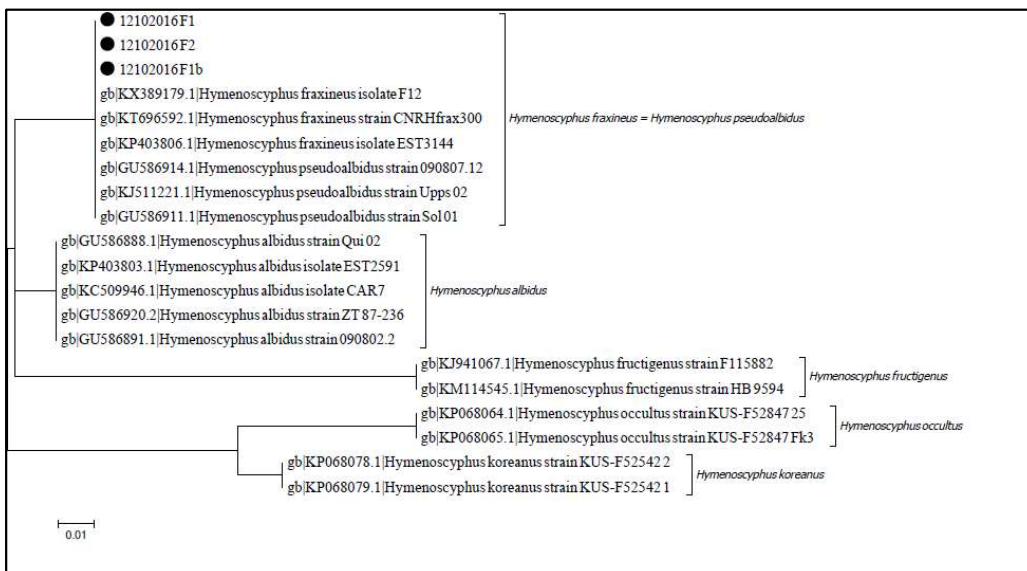 12102016F1
12102016F2
12102016F1b
gb|KX389179.1|Hymenoscyphus fraxineus isolate F12
gb|KT696592.1|Hymenoscyphus fraxineus strain CNRHfrax300
Hymenoscyphus fraxineus = Hymenoscyphus pseudoalbidus
gb|KP403806.1|Hymenoscyphus fraxineus isolate EST3144
gb|GU586914.1|Hymenoscyphus pseudoalbidus strain 090807.12
gb|KJ511221.1|Hymenoscyphus pseudoalbidus strain Upps 02
gb|GU586911.1|Hymenoscyphus pseudoalbidus strain Sol 01
gb|GU586888.1|Hymenoscyphus albidus strain Qui 02
gb|KP403803.1|Hymenoscyphus albidus isolate EST2591
gb|KC509946.1|Hymenoscyphus albidus isolate CAR7
Hymenoscyphus albidus
gb|GU586920.2|Hymenoscyphus albidus strain ZT 87-236
gb|GU586891.1|Hymenoscyphus albidus strain 090802.2
gb|KJ941067.1|Hymenoscyphus fructigenus strain F115882
Hymenoscyphus fructigenus
gb|KM114545.1|Hymenoscyphus fructigenus strain HB 9594
gb|KP068064.1|Hymenoscyphus occultus strain KUS-F52847 25
Hymenoscyphus occultus
gb|KP068065.1|Hymenoscyphus occultus strain KUS-F52847 Fk3
gb|KP068078.1|Hymenoscyphus koreanus strain KUS-F52542 2
Hymenoscyphus koreanus
gb|KP068079.1|Hymenoscyphus koreanus strain KUS-F52542 1
0.01